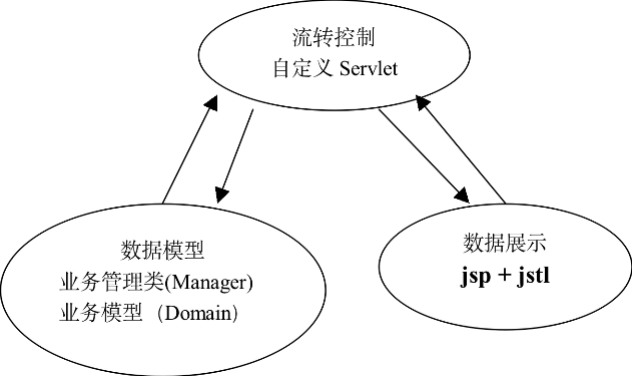 流转控制
自定义 Servlet
数据模型
业务管理类(Manager)
业务模型（Domain）
数据展示
jsp + jstl